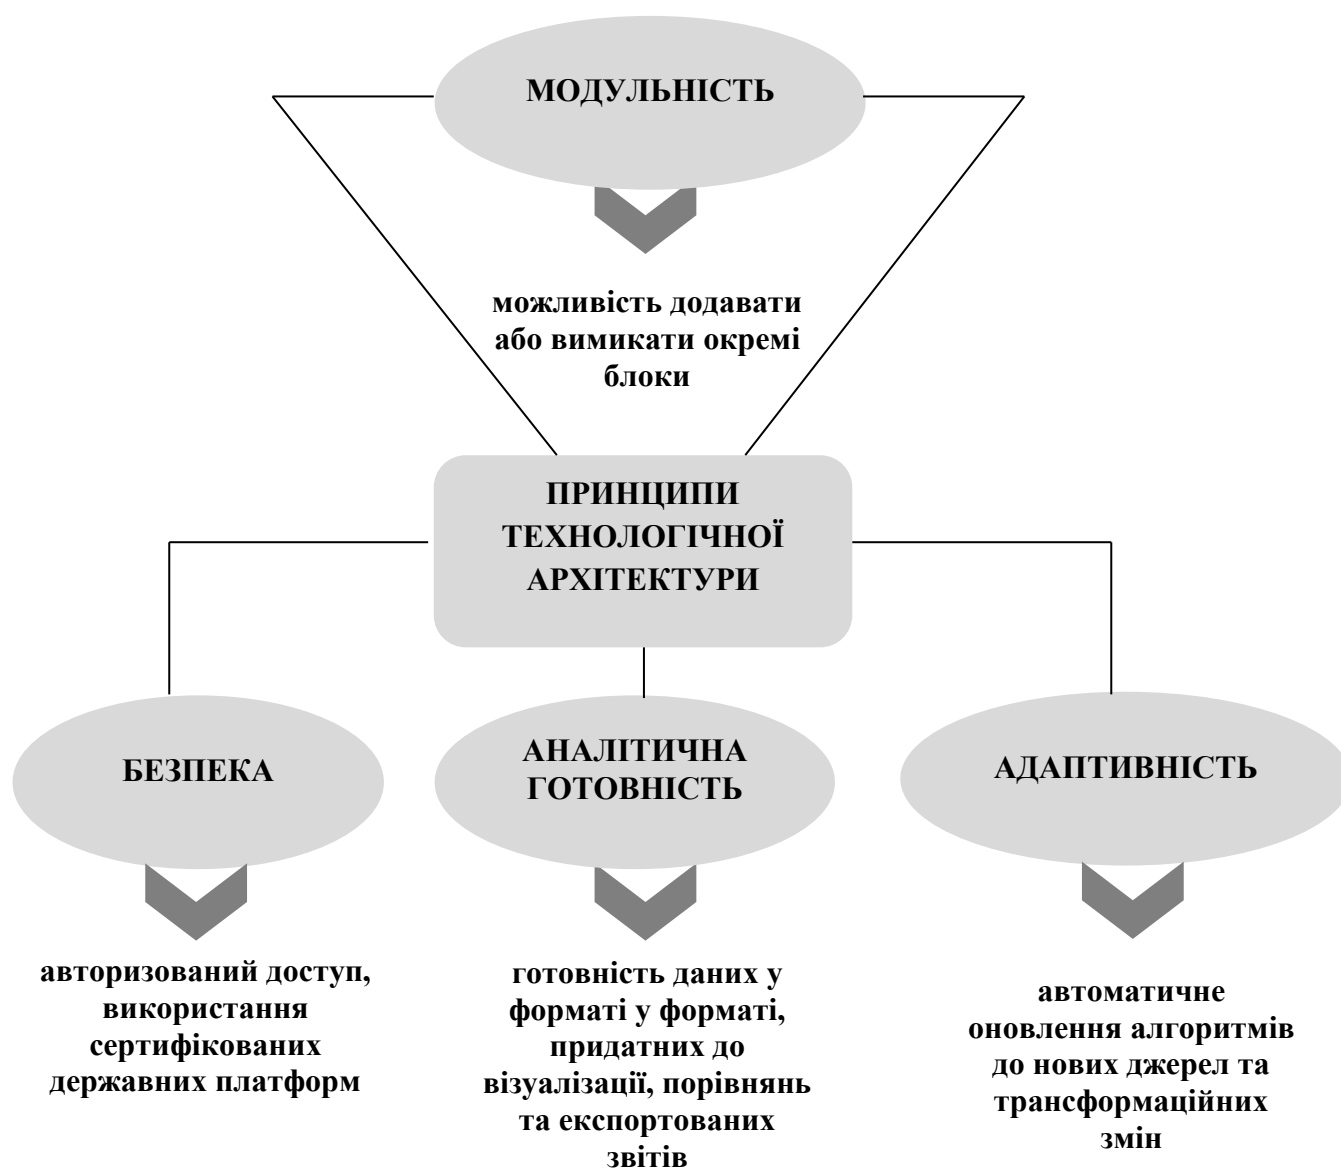 МОДУЛЬНІСТЬ
можливість додавати
або вимикати окремі
блоки
ПРИНЦИПИ
ТЕХНОЛОГІЧНОЇ
АРХІТЕКТУРИ
БЕЗПЕКА
авторизований доступ,
використання
сертифікованих
державних платформ
АНАЛІТИЧНА
ГОТОВНІСТЬ
готовність даних у
форматі у форматі,
придатних до
візуалізації, порівнянь
та експортованих
звітів
АДАПТИВНІСТЬ
автоматичне
оновлення алгоритмів
до нових джерел та
трансформаційних
змін